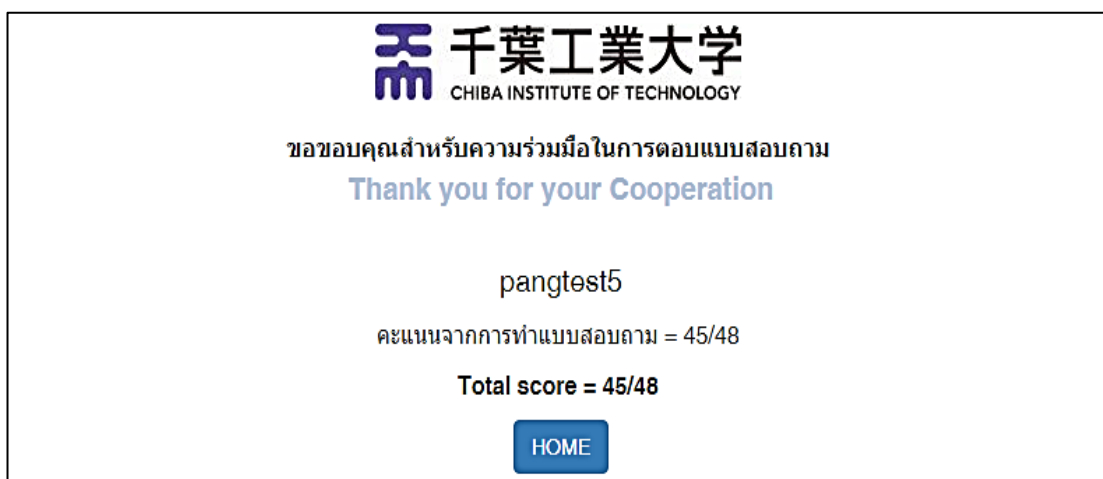 千葉工業大学
CHIBA INSTITUTE OF TECHNOLOGY
ขอขอบคุณสำหรับความร่วมมือในการตอบแบบสอบถาม
Thank you for your Cooperation
pangtest5
คะแนนจากการทำแบบสอบถาม = 45/48
Total score = 45/48
HOME